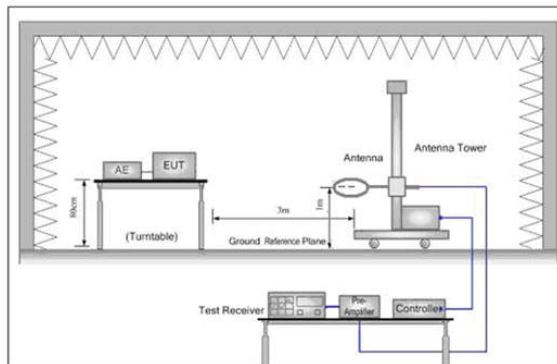 AE
EUT
80cm
(Turntable)
3m
1m
Antenna
Antenna Tower
Ground Reference Plane
Test Receiver
Pre-
Amplifier
Controller